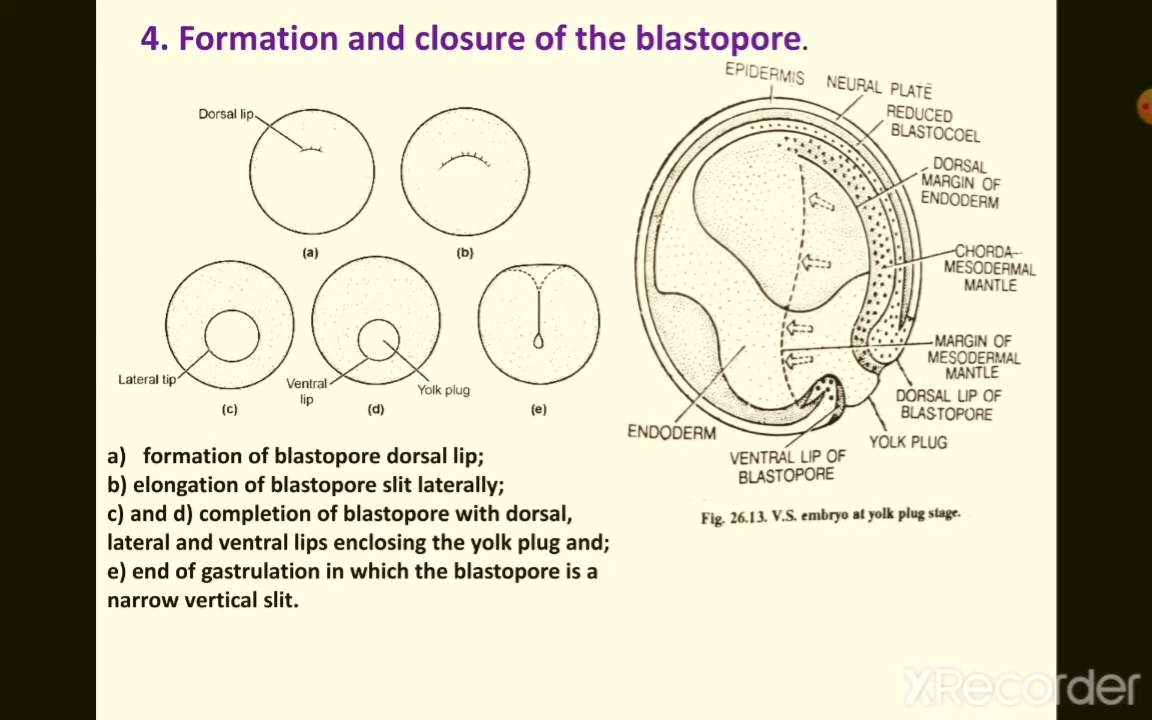 4. Formation and closure of the blastopore.
Dorsal lip
(a)
(b)
Lateral tip
(c)
Ventral
lip
(d)
Yolk plug
(e)
EPIDERMIS
NEURAL PLATE
REDUCED
BLASTOCOEL
DORSAL
MARGIN OF
ENDODERM
CHORDA-
MESODERMAL
MANTLE
MARGIN OF
MESODERMAL
MANTLE
DORSAL LIP OF
BLASTOPORE
YOLK PLUG
ENDODERM
VENTRAL LIP OF
BLASTOPORE
Fig. 26.13. V.S. embryo at yolk plug stage.
a) formation of blastopore dorsal lip;
b) elongation of blastopore slit laterally;
c) and d) completion of blastopore with dorsal,
lateral and ventral lips enclosing the yolk plug and;
e) end of gastrulation in which the blastopore is a
narrow vertical slit.
XRecorder